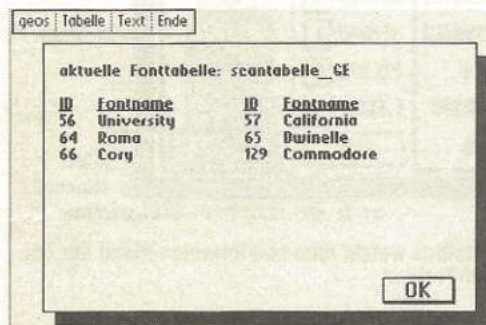 geos Tabelle Text Ende
aktuelle Fonttabelle: scantabelle_GE
ID Fontname ID Fontname
56 University 57 California
64 Roma 65 Dwinelle
66 Cory 129 Commodore
OK